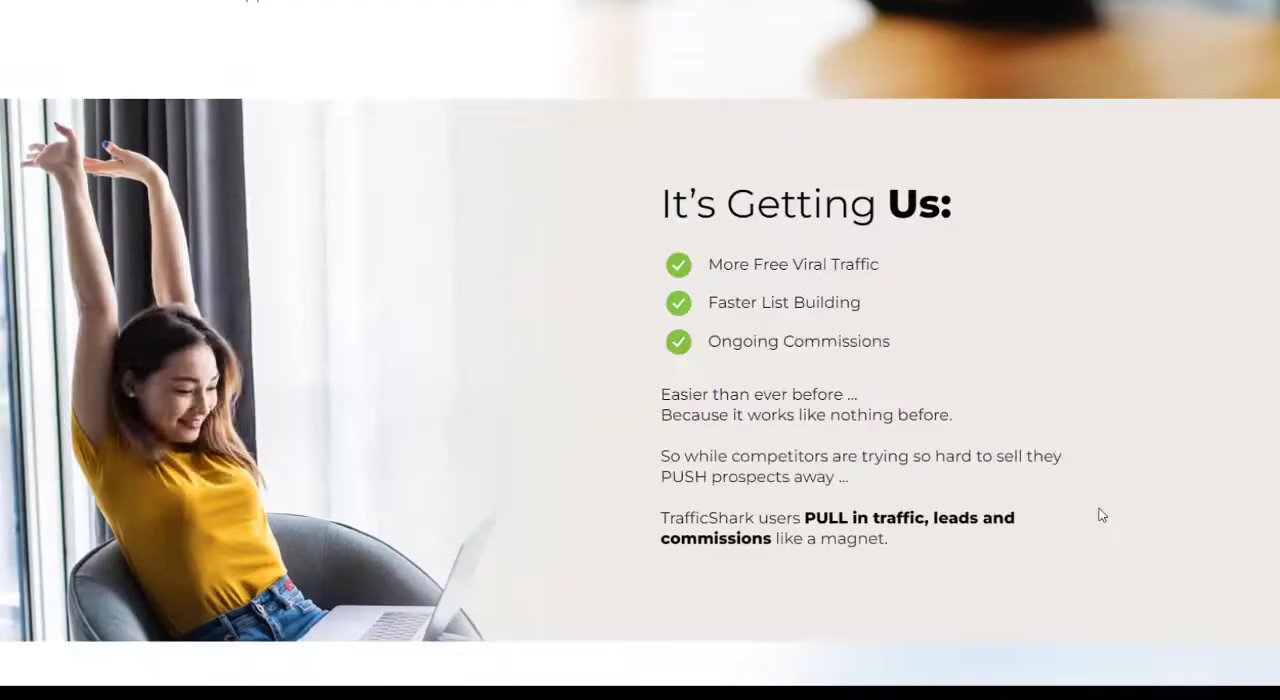 It's Getting Us:
More Free Viral Traffic
Faster List Building
Ongoing Commissions
Easier than ever before ...
Because it works like nothing before.
So while competitors are trying so hard to sell they
PUSH prospects away ...
TrafficShark users PULL in traffic, leads and
commissions like a magnet.